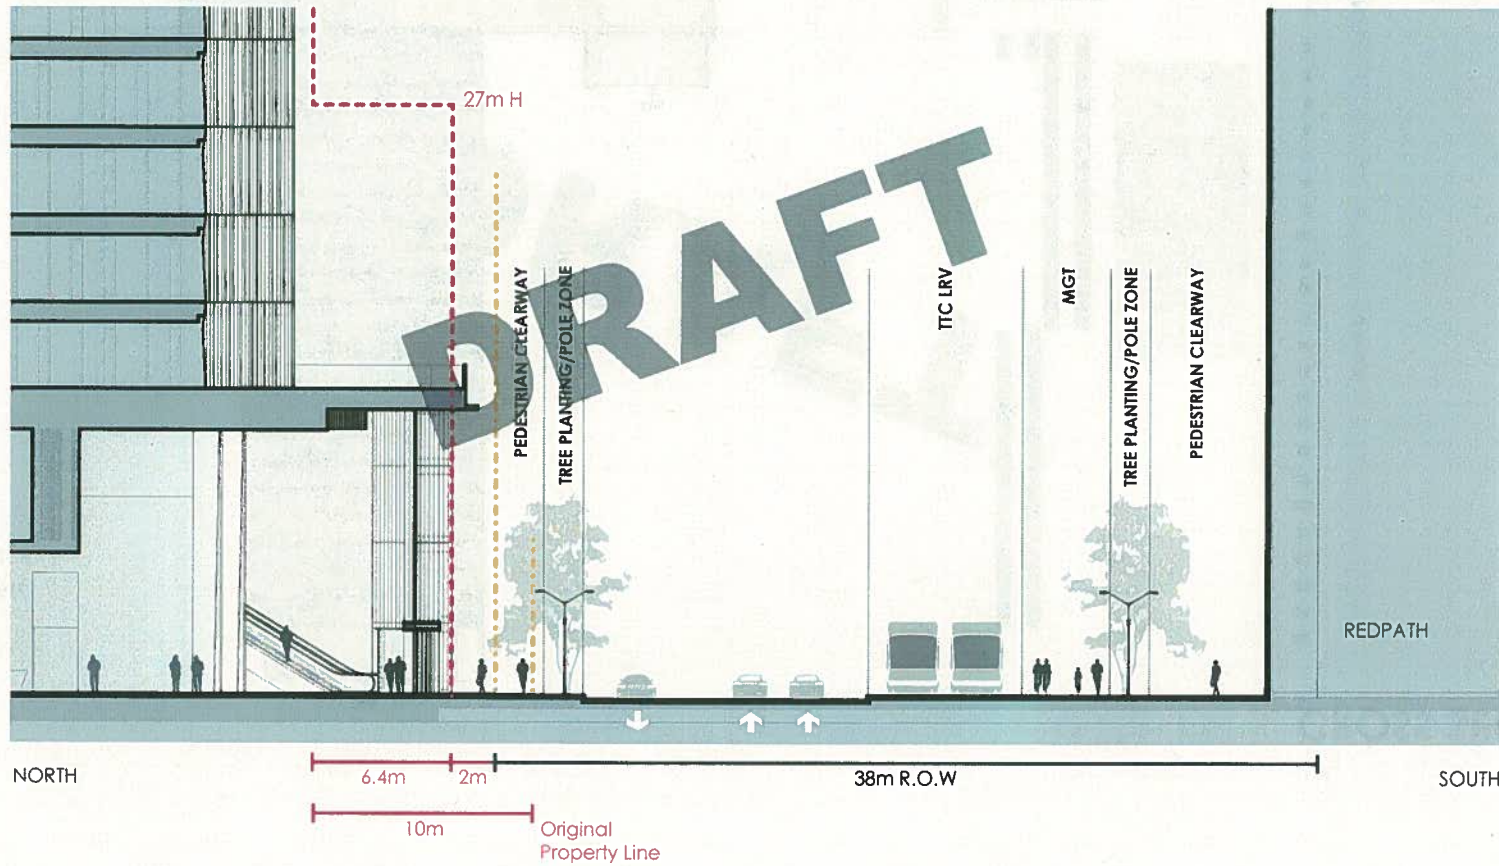 27m H
DRAFT
PEDESTRIAN CLEARWAY
TREE PLANTING/POLE ZONE
TTC LRV
MGT
TREE PLANTING/POLE ZONE
PEDESTRIAN CLEARWAY
REDPATH
NORTH
6.4m
2m
38m R.O.W
SOUTH
10m
Original
Property Line